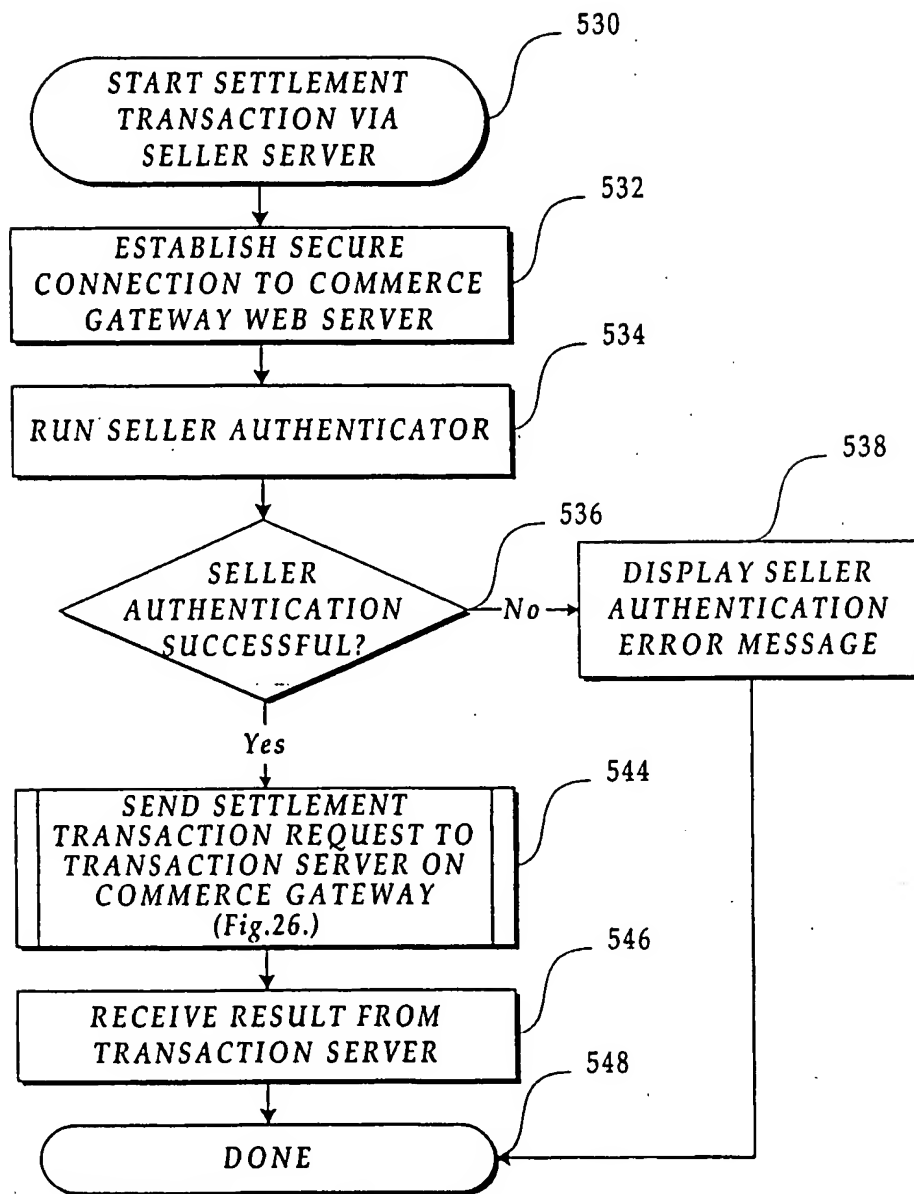 530
START SETTLEMENT
TRANSACTION VIA
SELLER SERVER
532
ESTABLISH SECURE
CONNECTION TO COMMERCE
GATEWAY WEB SERVER
534
RUN SELLER AUTHENTICATOR
536
SELLER
AUTHENTICATION
SUCCESSFUL?
No
538
DISPLAY SELLER
AUTHENTICATION
ERROR MESSAGE
Yes
544
SEND SETTLEMENT
TRANSACTION REQUEST TO
TRANSACTION SERVER ON
COMMERCE GATEWAY
(Fig.26.)
546
RECEIVE RESULT FROM
TRANSACTION SERVER
548
DONE